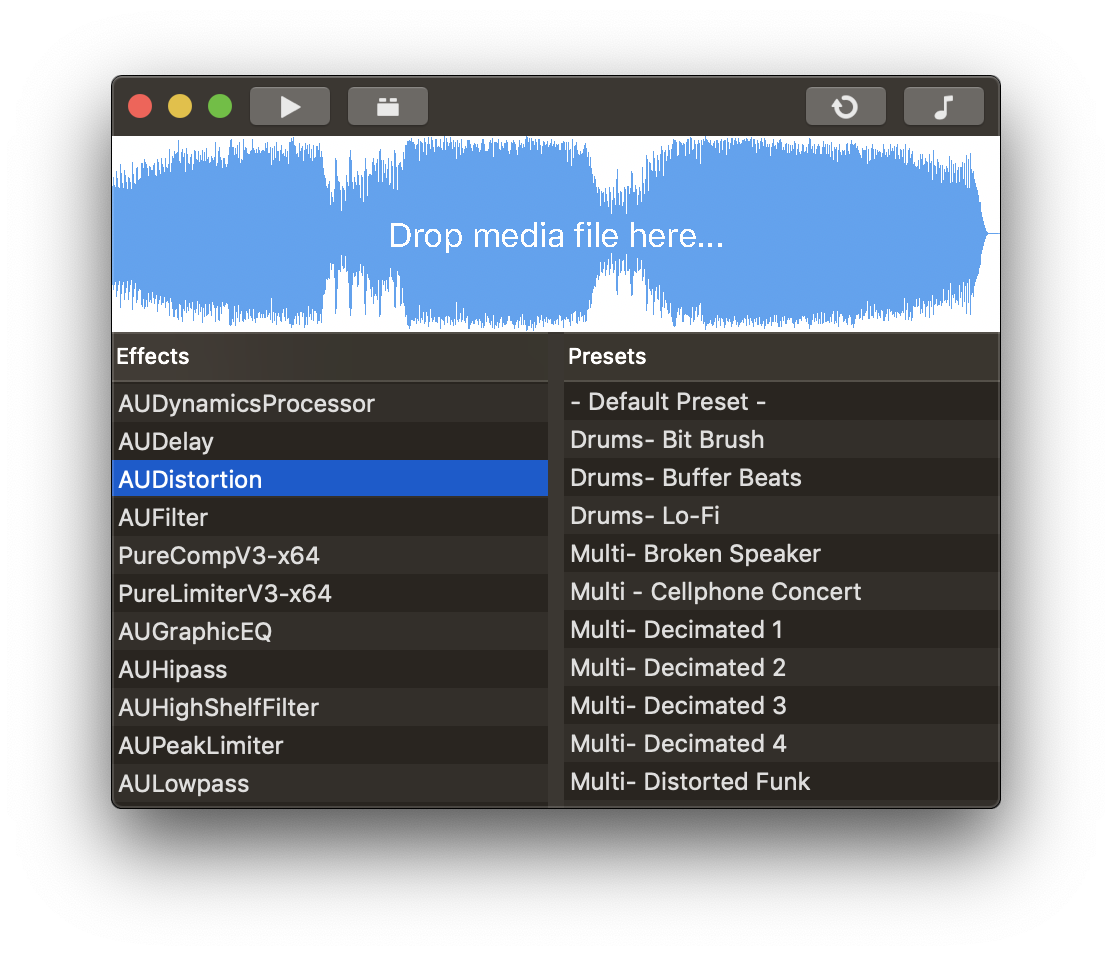 Drop media file here...
Effects
AUDynamicsProcessor
AUDelay
AUDistortion
AUFilter
PureCompV3-x64
PureLimiterV3-x64
AUGraphicEQ
AUHipass
AUHighShelfFilter
AUPeakLimiter
AULowpass
Presets
- Default Preset -
Drums- Bit Brush
Drums- Buffer Beats
Drums- Lo-Fi
Multi- Broken Speaker
Multi - Cellphone Concert
Multi- Decimated 1
Multi- Decimated 2
Multi- Decimated 3
Multi- Decimated 4
Multi- Distorted Funk